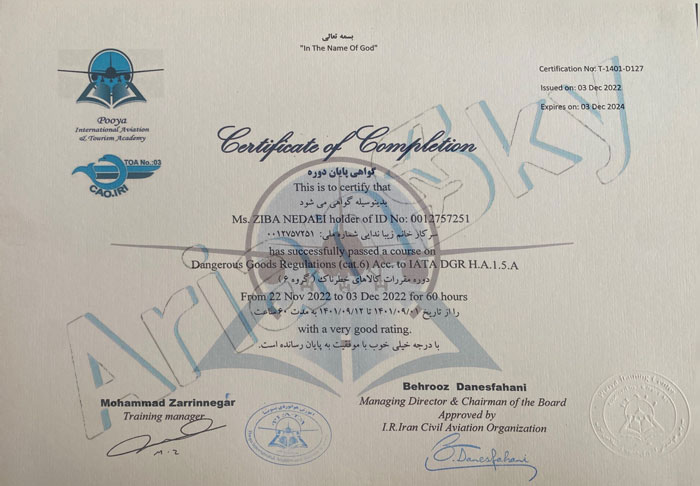 بسمه تعالی
"In The Name Of God"
Certification No: T-1401-D127
Issued on: 03 Dec 2022
Expires on: 03 Dec 2024
Pooya
International Aviation
& Tourism Academy
TOA No.:03
CAO.IRI
Certificate of Completion
گواهی پایان دوره
This is to certify that
بدینوسیله گواهی می شود
Ms. ZIBA NEDAEI holder of ID No: 0012757251
سرکار خانم زیبا ندایی شماره ملی: ۰۰۱۲۷۵۷۲۵۱
has successfully passed a course on
Dangerous Goods Regulations (cat.6) Acc. to IATA DGR H.A.1.5.A
دوره مقررات کالاهای خطرناک (گروه ۶)
From 22 Nov 2022 to 03 Dec 2022 for 60 hours
را از تاریخ ۱۴۰۱/۰۹/۰۱ تا ۱۴۰۱/۰۹/۱۲ به مدت ۶۰ ساعت
with a very good rating.
با درجه خیلی خوب با موفقیت به پایان رسانده است.
Aria Sky
Mohammad Zarrinnegar
Training manager
Behrooz Danesfahani
Managing Director & Chairman of the Board
Approved by
I.R.Iran Civil Aviation Organization
B.Danesfahani